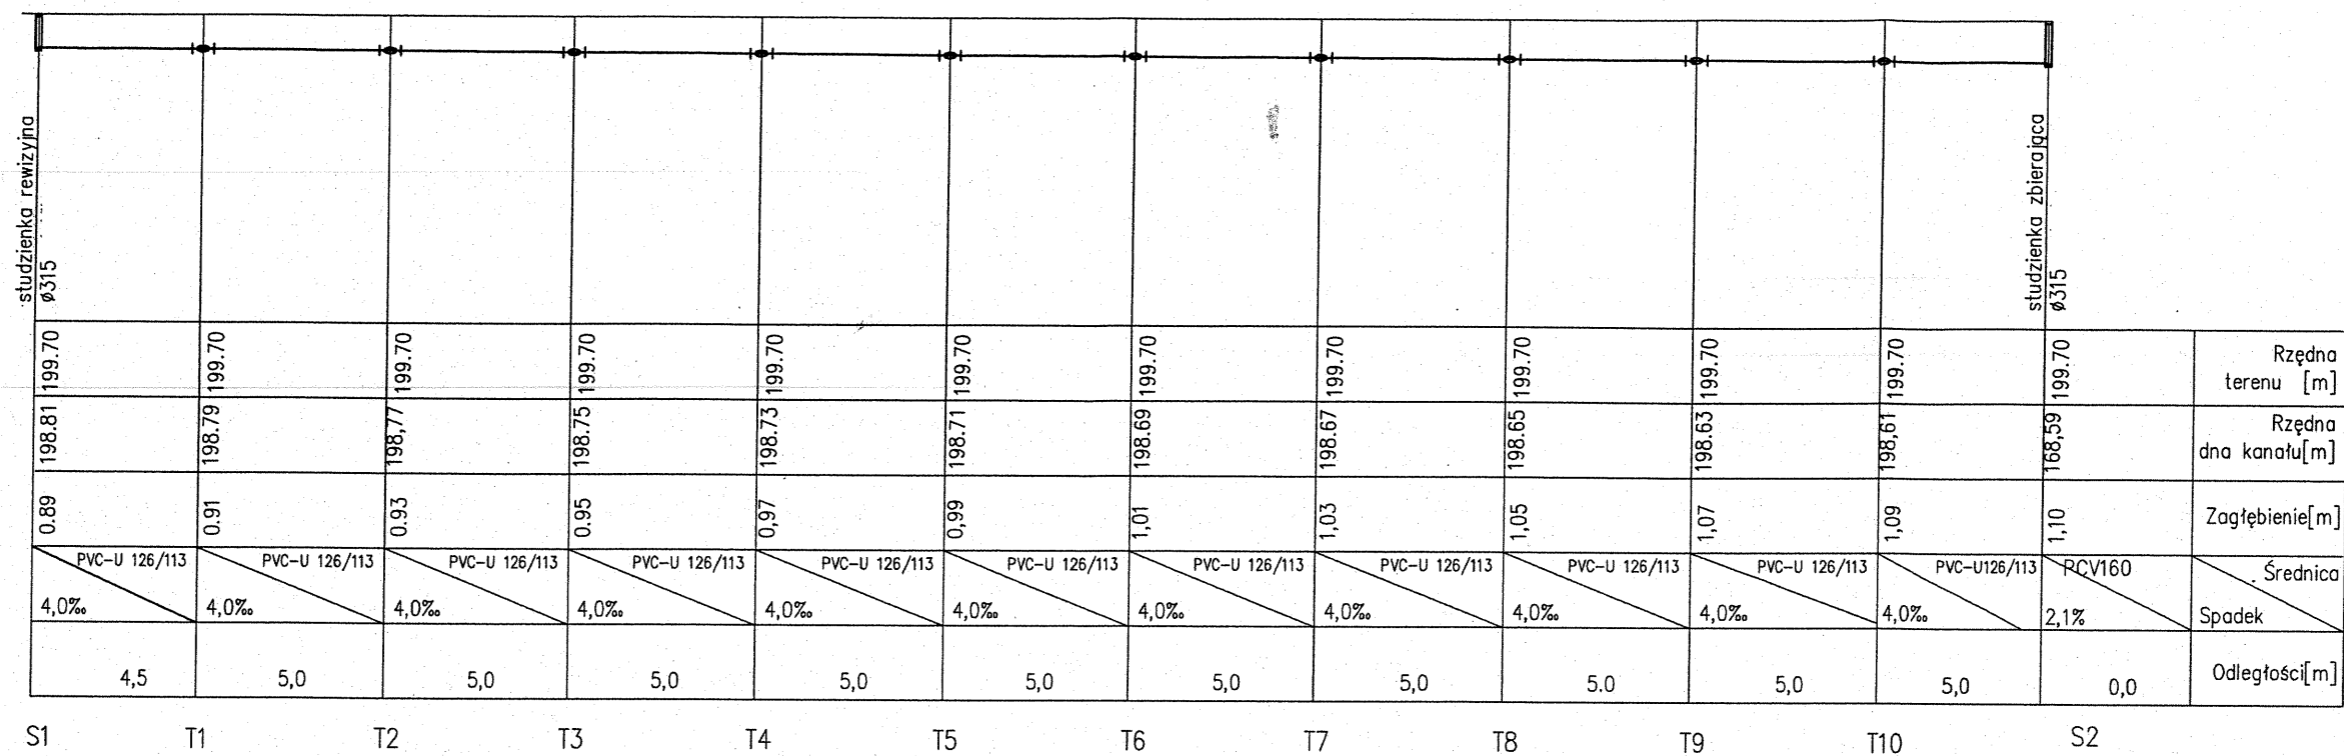 studzienka rewizyjna
ø315
studzienka zbierająca
ø315
199.70 199.70 199.70 199.70 199.70 199.70 199.70 199.70 199.70 199.70 199.70 199.70 Rzędna
terenu [m]
198.81 198.79 198,77 198.75 198.73 198.71 198.69 198.67 198.65 198.63 198,61 168,59 Rzędna
dna kanału[m]
0.89 0.91 0.93 0.95 0,97 0,99 1,01 1,03 1,05 1,07 1,09 1,10 Zagłębienie[m]
PVC-U 126/113 PVC-U 126/113 PVC-U 126/113 PVC-U 126/113 PVC-U 126/113 PVC-U 126/113 PVC-U 126/113 PVC-U 126/113 PVC-U 126/113 PVC-U 126/113 PVC-U126/113 PCV160 Średnica
4,0‰ 4,0‰ 4,0‰ 4,0‰ 4,0‰ 4,0‰ 4,0‰ 4,0‰ 4,0‰ 4,0‰ 4,0‰ 2,1% Spadek
4,5 5,0 5,0 5,0 5,0 5,0 5,0 5,0 5.0 5,0 5,0 0,0 Odległości[m]
S1 T1 T2 T3 T4 T5 T6 T7 T8 T9 T10 S2